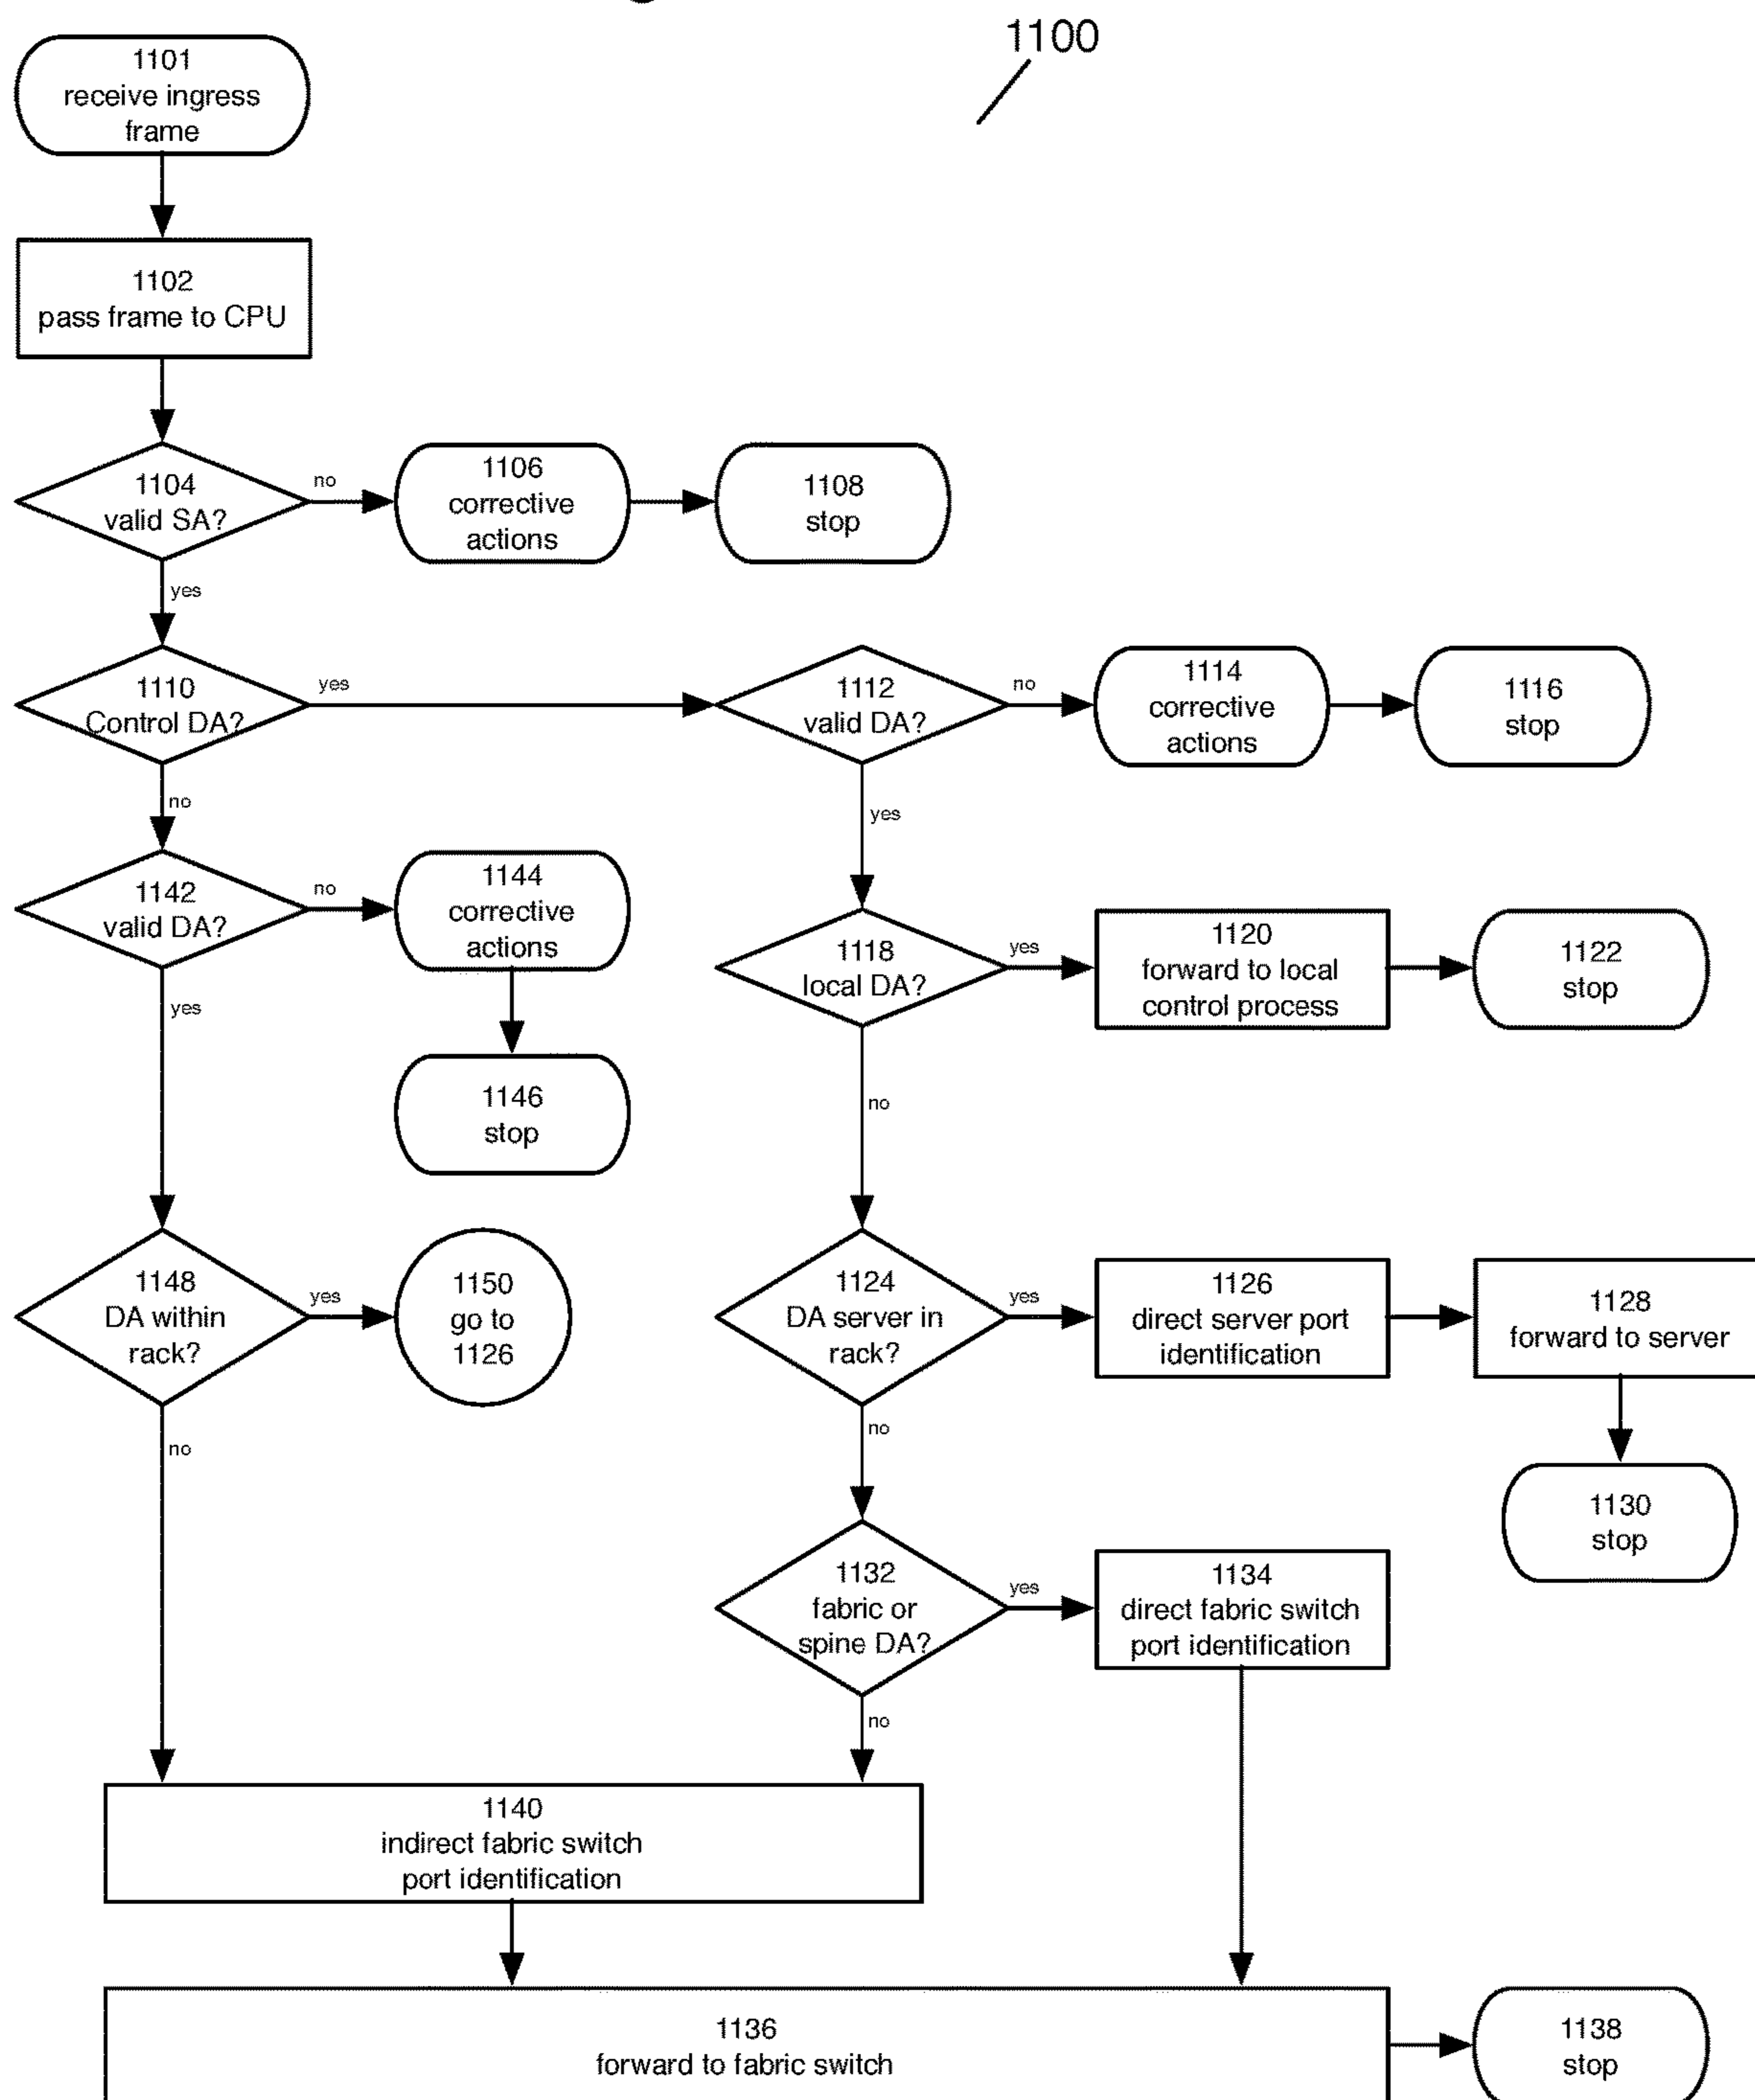 1100
1101
receive ingress
frame
1102
pass frame to CPU
1104
valid SA?
no
1106
corrective
actions
1108
stop
yes
1110
Control DA?
yes
1112
valid DA?
no
1114
corrective
actions
1116
stop
no
yes
1142
valid DA?
no
1144
corrective
actions
1118
local DA?
yes
1120
forward to local
control process
1122
stop
yes
1146
stop
no
1148
DA within
rack?
yes
1150
go to
1126
1124
DA server in
rack?
yes
1126
direct server port
identification
1128
forward to server
no
no
1130
stop
1132
fabric or
spine DA?
yes
1134
direct fabric switch
port identification
no
1140
indirect fabric switch
port identification
1136
forward to fabric switch
1138
stop